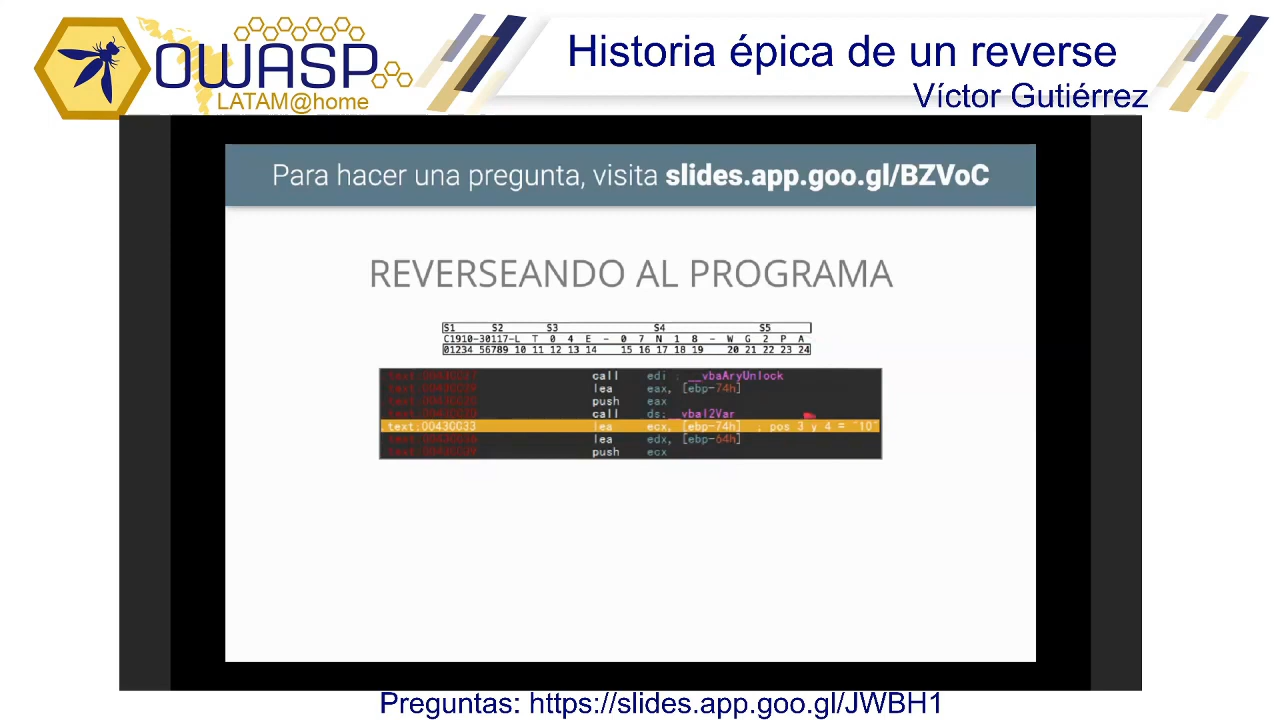 OWASP
LATAM@home
Historia épica de un reverse
Víctor Gutiérrez
Para hacer una pregunta, visita slides.app.goo.gl/BZVoC
REVERSEANDO AL PROGRAMA
S1 S2 S3 S4 S5
C1910-30117-L T 0 4 E - 0 7 N 1 8 - W G 2 P A
01234 56789 10 11 12 13 14 15 16 17 18 19 20 21 22 23 24
call edi ; __vbaAryUnlock
lea eax, [ebp-74h]
push eax
call ds:__vbaI2Var
.text:00430033 lea ecx, [ebp-74h] ; pos 3 y 4 = "10"
lea edx, [ebp-64h]
push ecx
Preguntas: https://slides.app.goo.gl/JWBH1